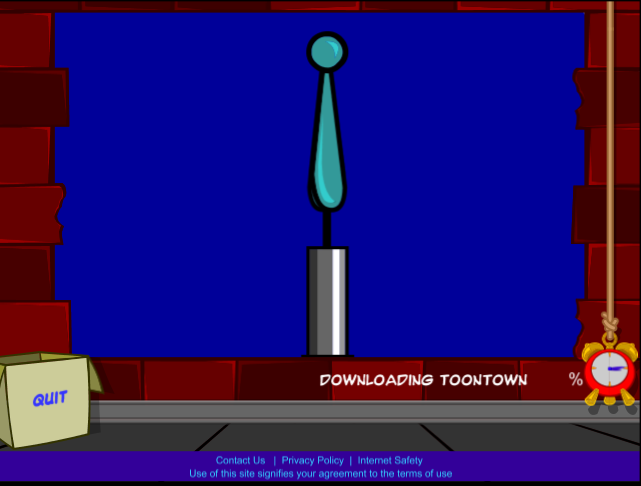 DOWNLOADING TOONTOWN %
QUIT
Contact Us | Privacy Policy | Internet Safety
Use of this site signifies your agreement to the terms of use